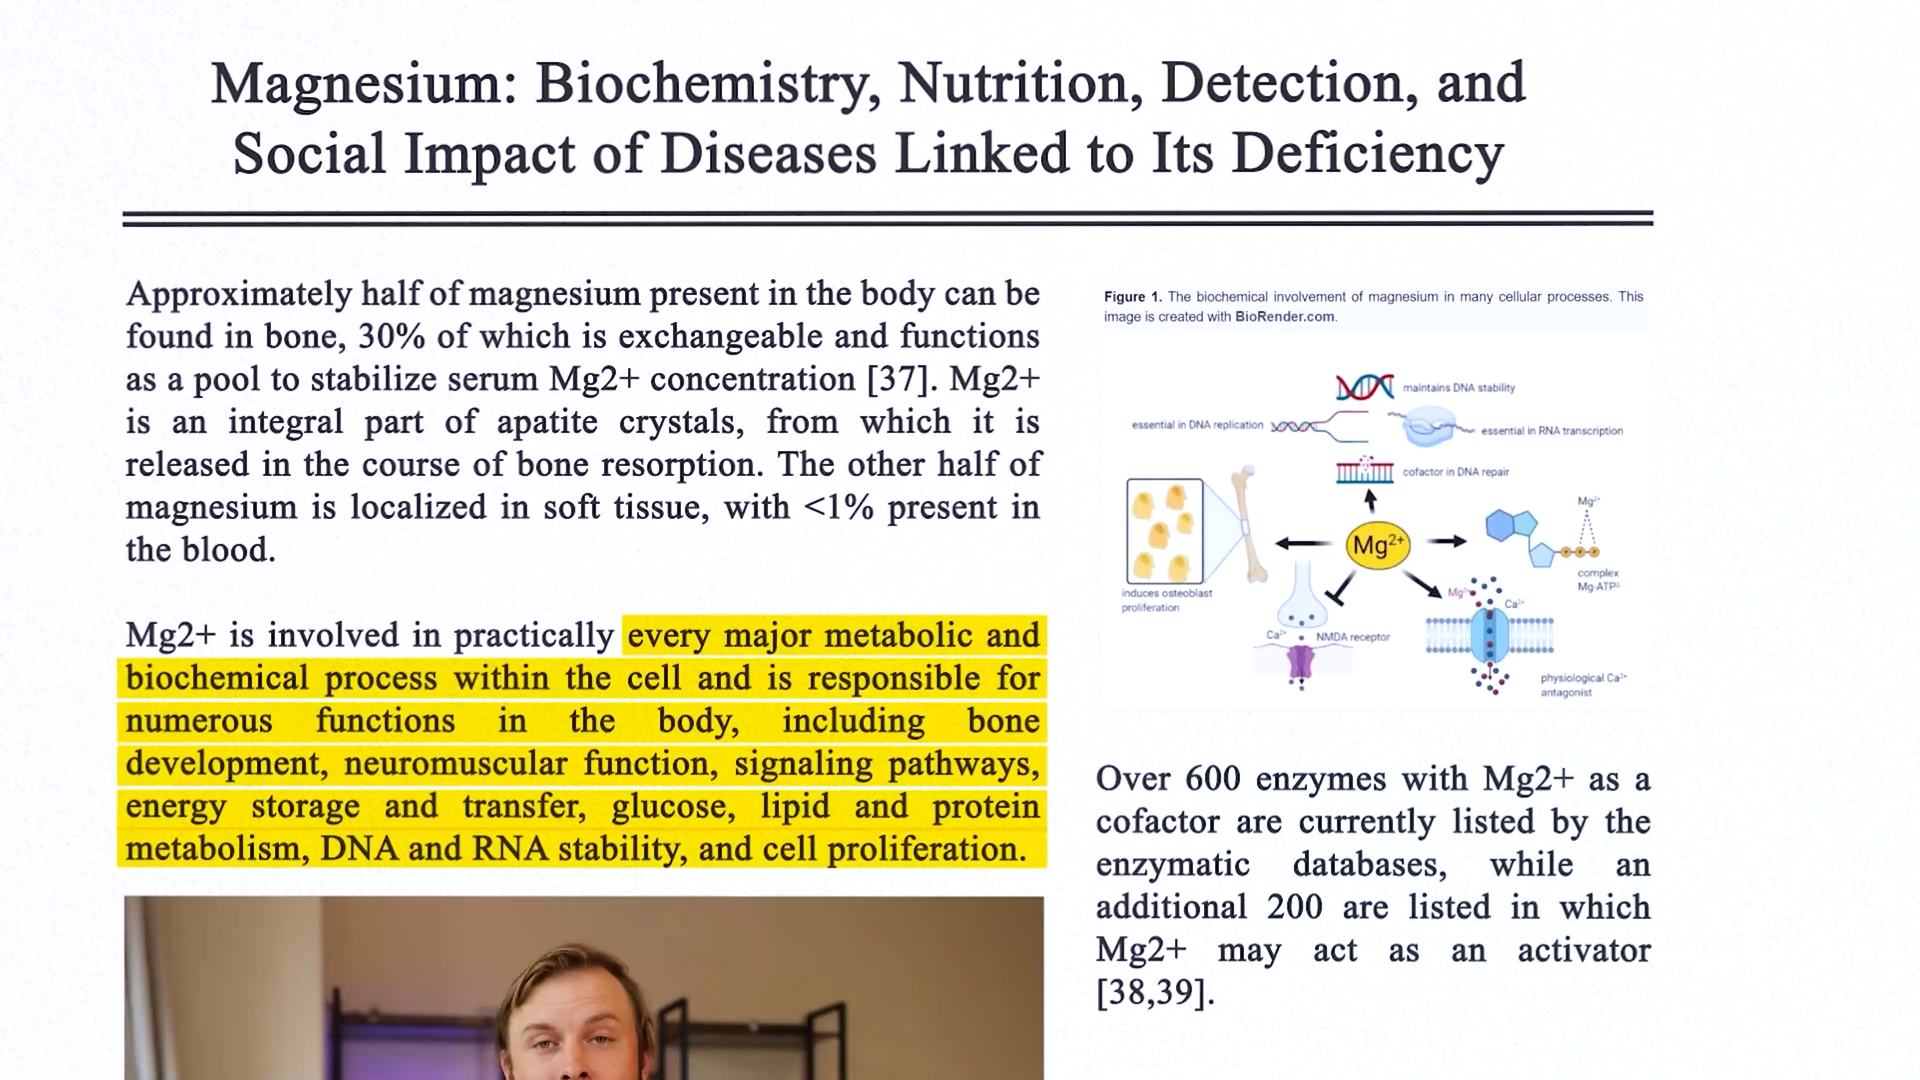 Magnesium: Biochemistry, Nutrition, Detection, and
Social Impact of Diseases Linked to Its Deficiency
Approximately half of magnesium present in the body can be
found in bone, 30% of which is exchangeable and functions
as a pool to stabilize serum Mg2+ concentration [37]. Mg2+
is an integral part of apatite crystals, from which it is
released in the course of bone resorption. The other half of
magnesium is localized in soft tissue, with <1% present in
the blood.
Mg2+ is involved in practically every major metabolic and
biochemical process within the cell and is responsible for
numerous functions in the body, including bone
development, neuromuscular function, signaling pathways,
energy storage and transfer, glucose, lipid and protein
metabolism, DNA and RNA stability, and cell proliferation.
Figure 1. The biochemical involvement of magnesium in many cellular processes. This
image is created with BioRender.com.
maintains DNA stability
essential in DNA replication
essential in RNA transcription
cofactor in DNA repair
Mg²⁺
Mg²⁺
complex
Mg·ATP²⁻
induces osteoblast
proliferation
Mg²⁺
Ca²⁺
Ca²⁺
NMDA receptor
physiological Ca²⁺
antagonist
Over 600 enzymes with Mg2+ as a
cofactor are currently listed by the
enzymatic databases, while an
additional 200 are listed in which
Mg2+ may act as an activator
[38,39].